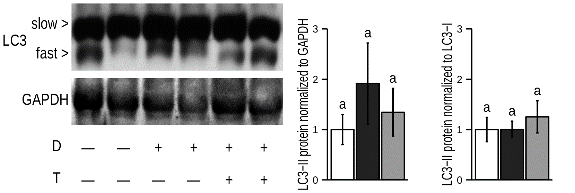 LC3
slow >
fast >
GAPDH
D — — + + + +
T — — — — + +
LC3−II protein normalized to GAPDH
3
2
1
0
a
a
a
LC3−II protein normalized to LC3−I
3
2
1
0
a
a
a